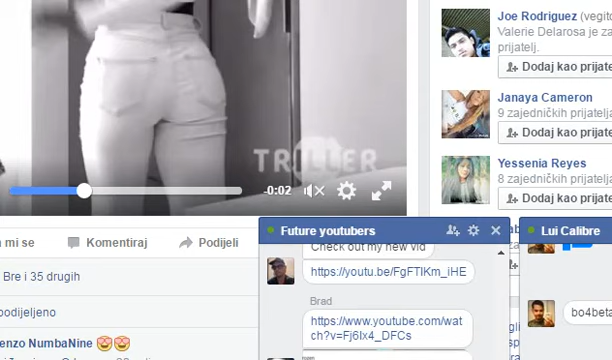 TRILLER
-0:02
mi se
Komentiraj
Podijeli
Bre i 35 drugih
podijeljeno
enzo NumbaNine
Joe Rodriguez (vegito
Valerie Delarosa je za
prijatelj.
Dodaj kao prijate
Janaya Cameron
9 zajedničkih prijatelja
Dodaj kao prijate
Yessenia Reyes
8 zajedničkih prijatelja
Dodaj kao prijate
Future youtubers
Check out my new vid
https://youtu.be/FgFTIKm_iHE
Brad
https://www.youtube.com/wat
ch?v=Fj6Ix4_DFCs
Lui Calibre
bo4beta